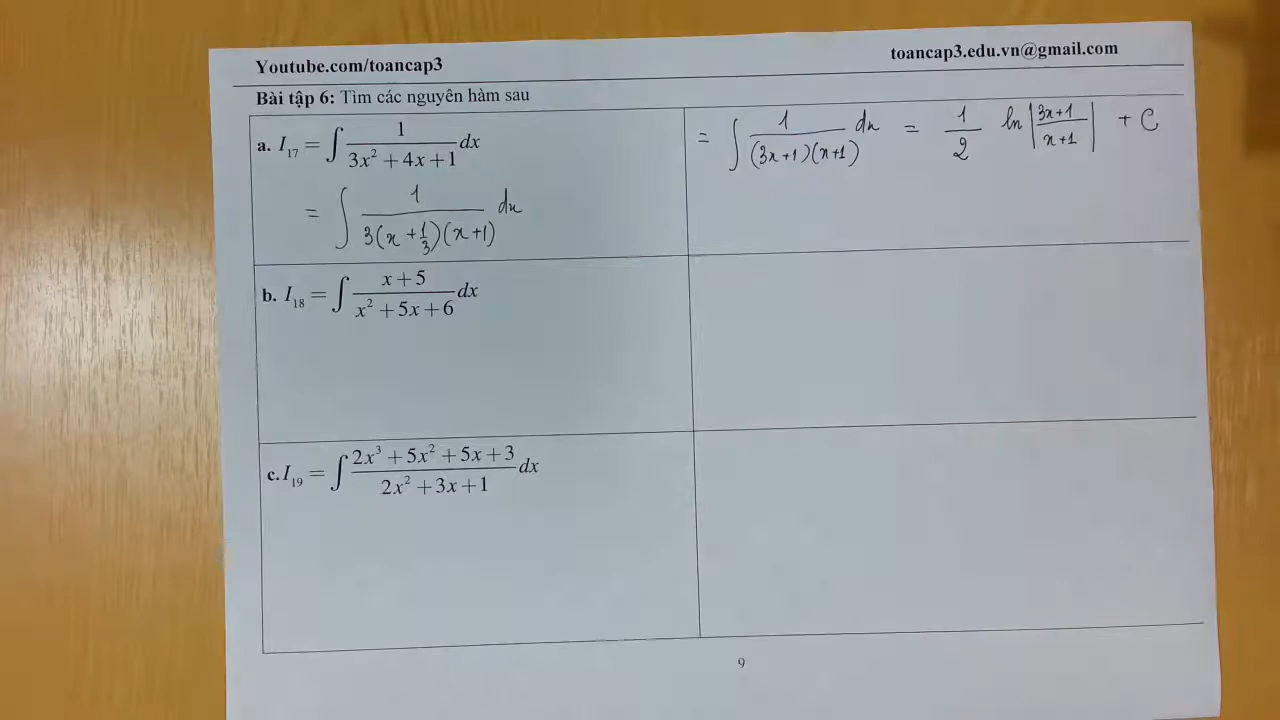 Youtube.com/toancap3
toancap3.edu.vn@gmail.com
Bài tập 6: Tìm các nguyên hàm sau
a. I₁₇ = ∫ 1/(3x² + 4x + 1) dx
= ∫ 1/(3(x + 1/3)(x+1)) dx
= ∫ 1/((3x+1)(x+1)) dx = 1/2 ln |(3x+1)/(x+1)| + C
b. I₁₈ = ∫ (x + 5)/(x² + 5x + 6) dx
c. I₁₉ = ∫ (2x³ + 5x² + 5x + 3)/(2x² + 3x + 1) dx
9